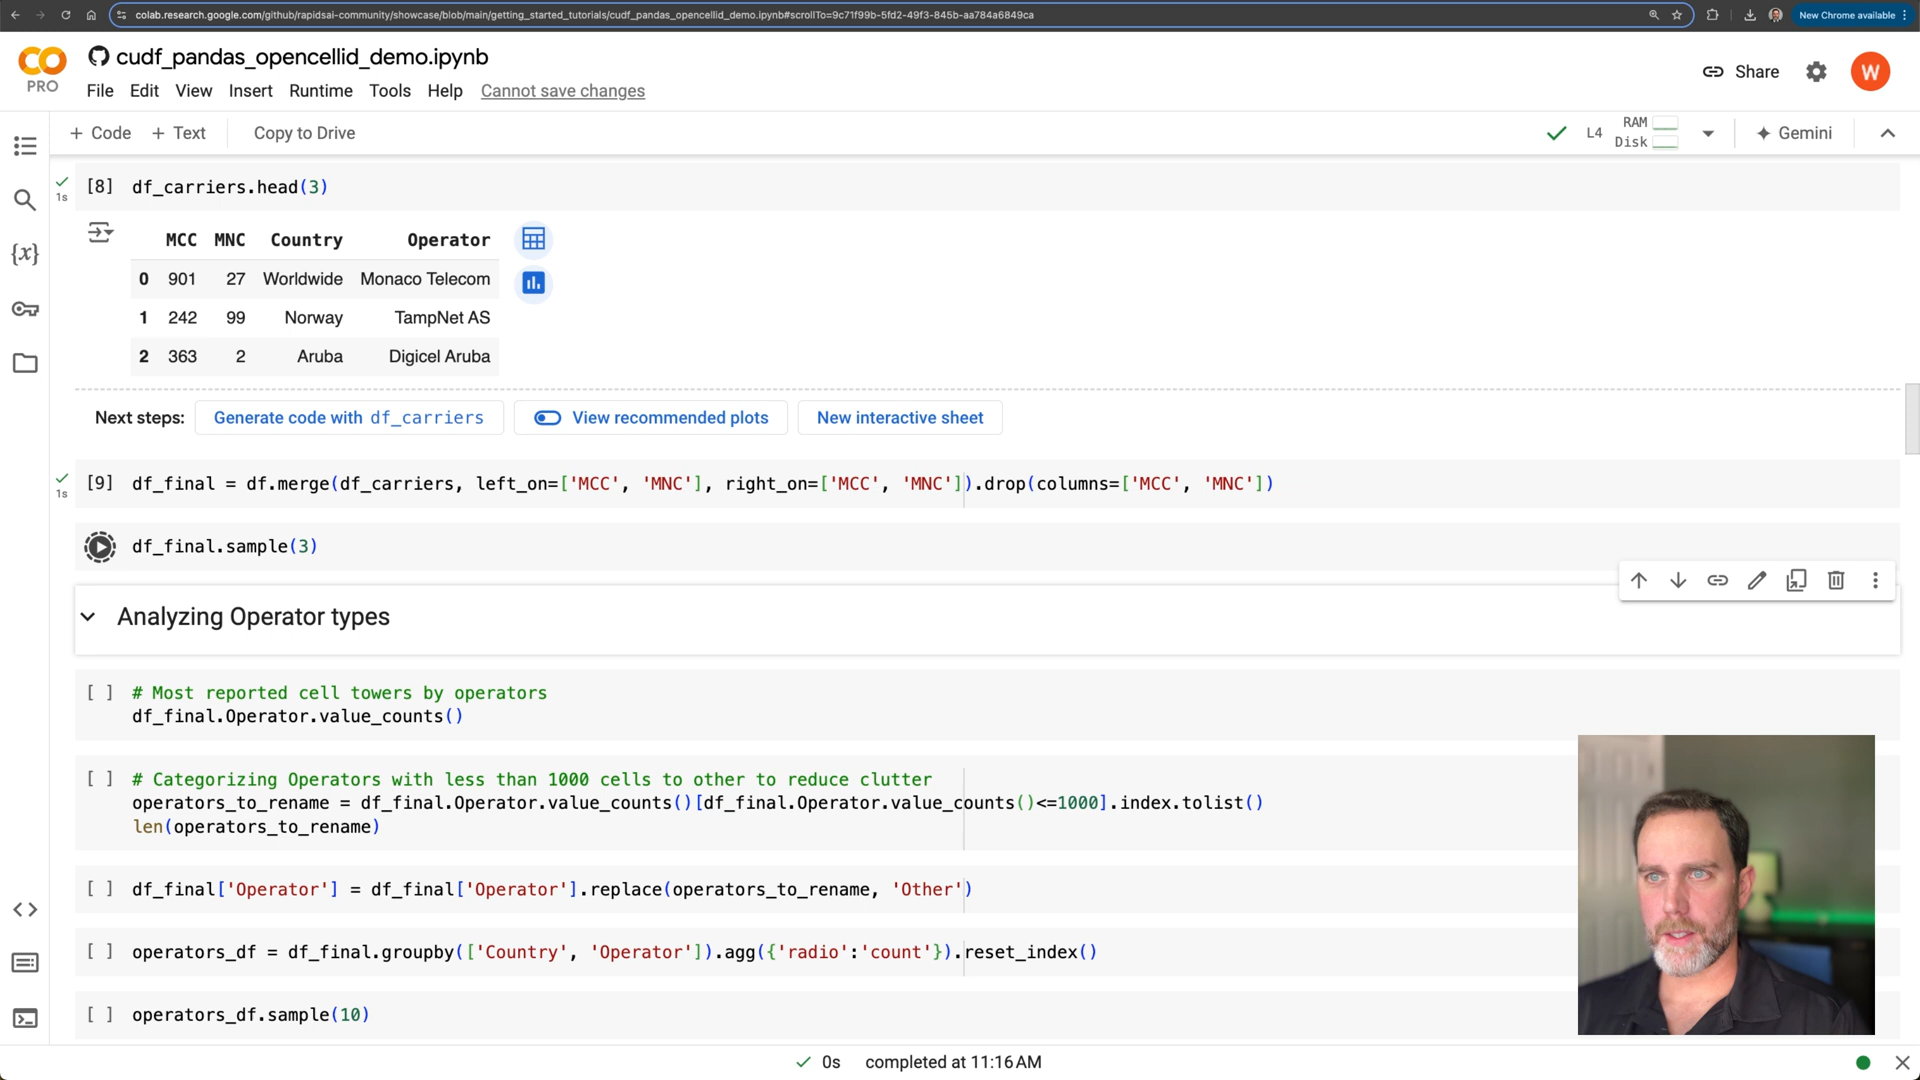 colab.research.google.com/github/rapidsai-community/showcase/blob/main/getting_started_tutorials/cudf_pandas_opencellid_demo.ipynb#scrollTo=9c71f99b-5fd2-49f3-845b-aa784a6849ca
New Chrome available
PRO
cudf_pandas_opencellid_demo.ipynb
File Edit View Insert Runtime Tools Help Cannot save changes
Share
W
+ Code + Text Copy to Drive
L4
RAM
Disk
Gemini
1s
[8] df_carriers.head(3)
MCC MNC Country Operator
0 901 27 Worldwide Monaco Telecom
1 242 99 Norway TampNet AS
2 363 2 Aruba Digicel Aruba
Next steps: Generate code with df_carriers View recommended plots New interactive sheet
1s
[9] df_final = df.merge(df_carriers, left_on=['MCC', 'MNC'], right_on=['MCC', 'MNC']).drop(columns=['MCC', 'MNC'])
df_final.sample(3)
Analyzing Operator types
[ ] # Most reported cell towers by operators
df_final.Operator.value_counts()
[ ] # Categorizing Operators with less than 1000 cells to other to reduce clutter
operators_to_rename = df_final.Operator.value_counts()[df_final.Operator.value_counts()<=1000].index.tolist()
len(operators_to_rename)
[ ] df_final['Operator'] = df_final['Operator'].replace(operators_to_rename, 'Other')
[ ] operators_df = df_final.groupby(['Country', 'Operator']).agg({'radio':'count'}).reset_index()
[ ] operators_df.sample(10)
0s completed at 11:16 AM